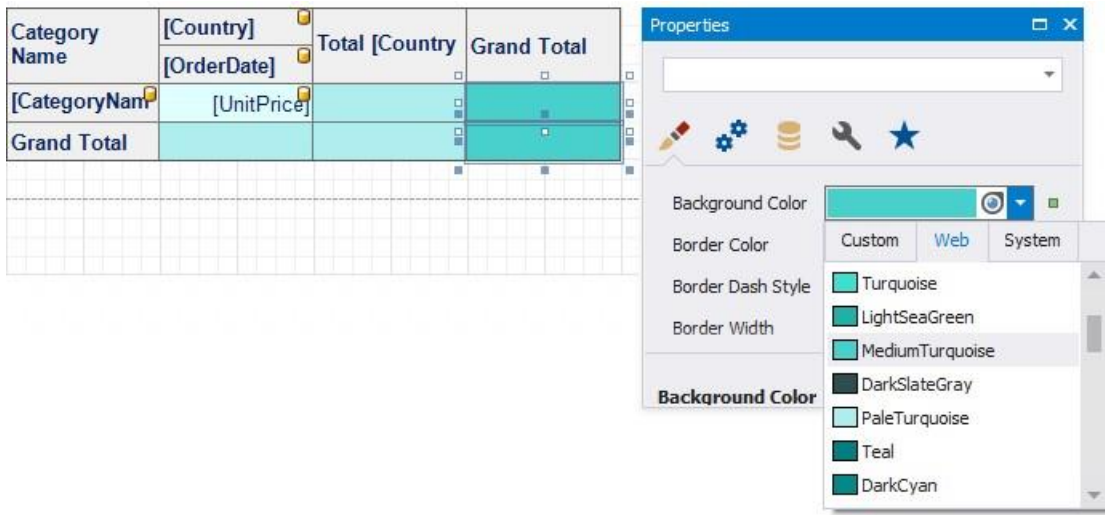 Category
Name
[Country]
[OrderDate]
Total [Country
Grand Total
[CategoryNam
[UnitPrice]
Grand Total
Properties
Background Color
Border Color
Border Dash Style
Border Width
Background Color
Custom Web System
Turquoise
LightSeaGreen
MediumTurquoise
DarkSlateGray
PaleTurquoise
Teal
DarkCyan